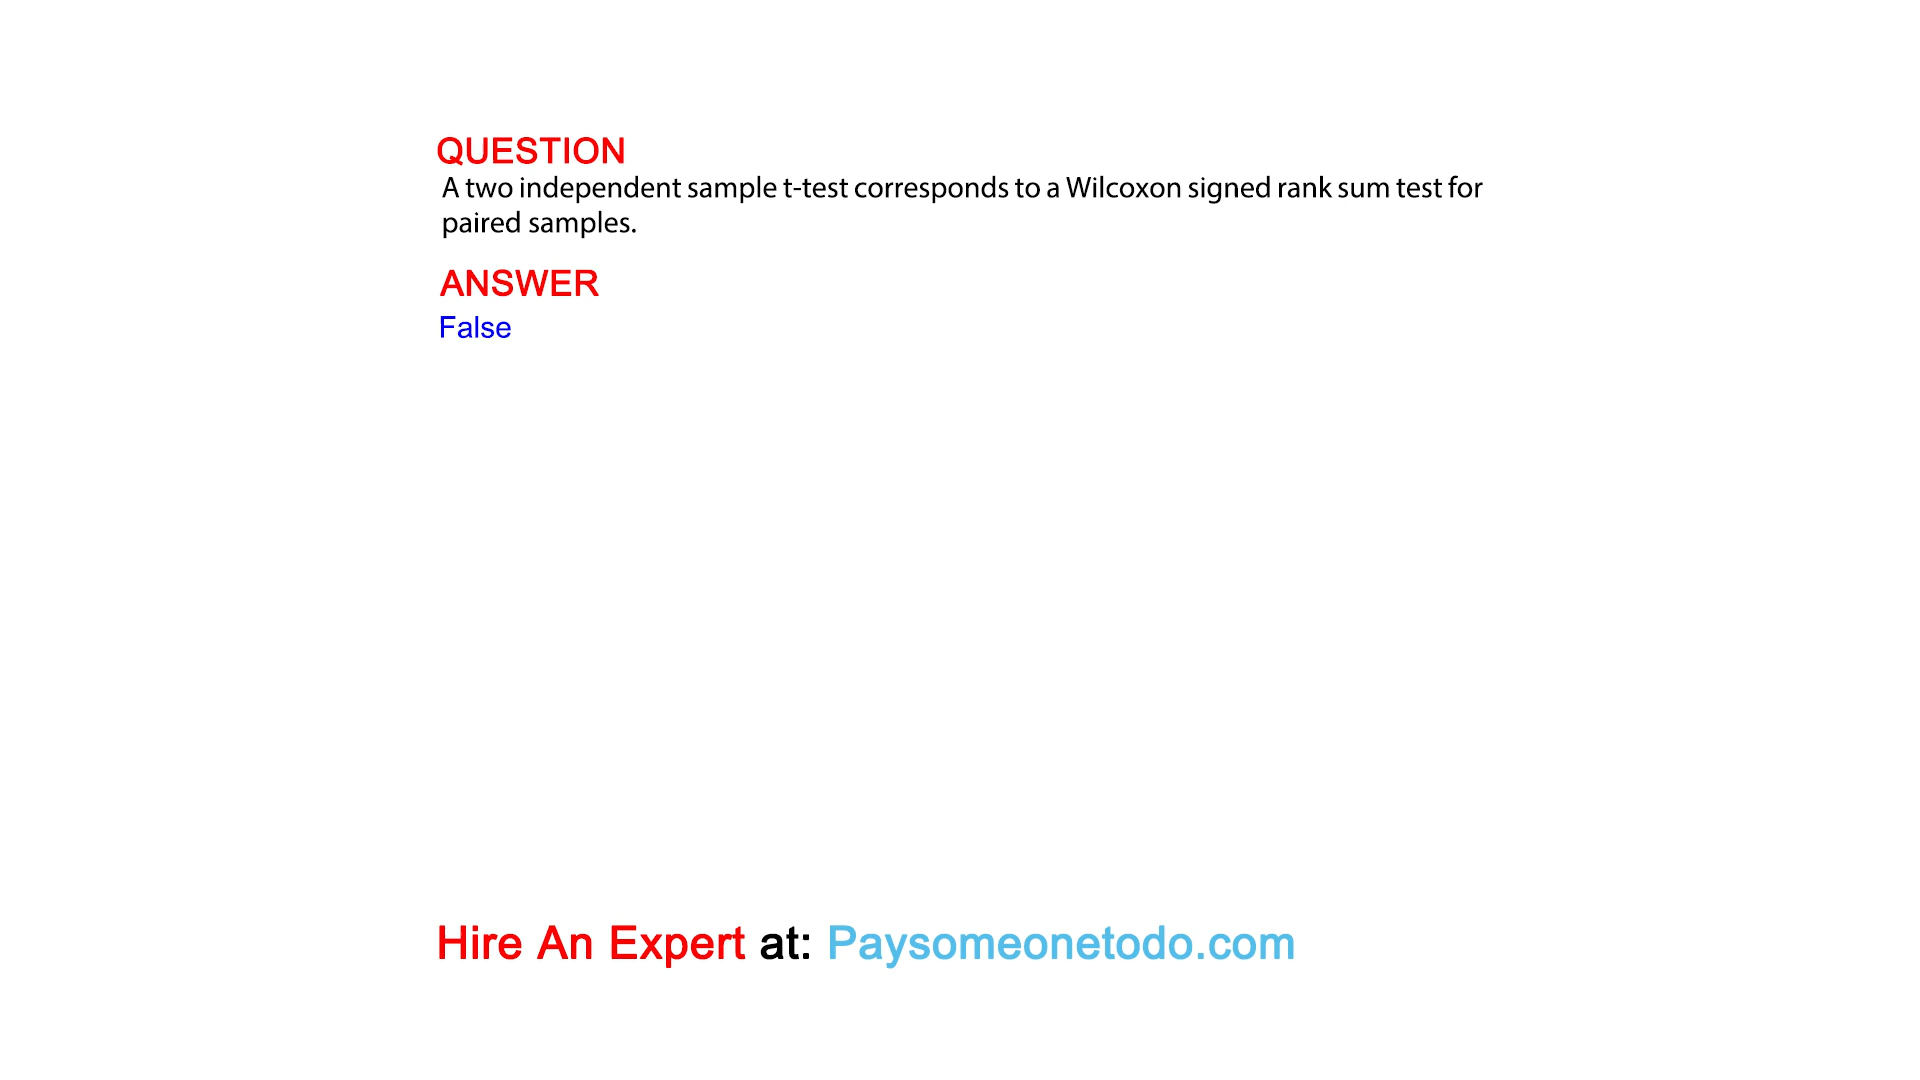 QUESTION
A two independent sample t-test corresponds to a Wilcoxon signed rank sum test for
paired samples.
ANSWER
False
Hire An Expert at: Paysomeonetodo.com